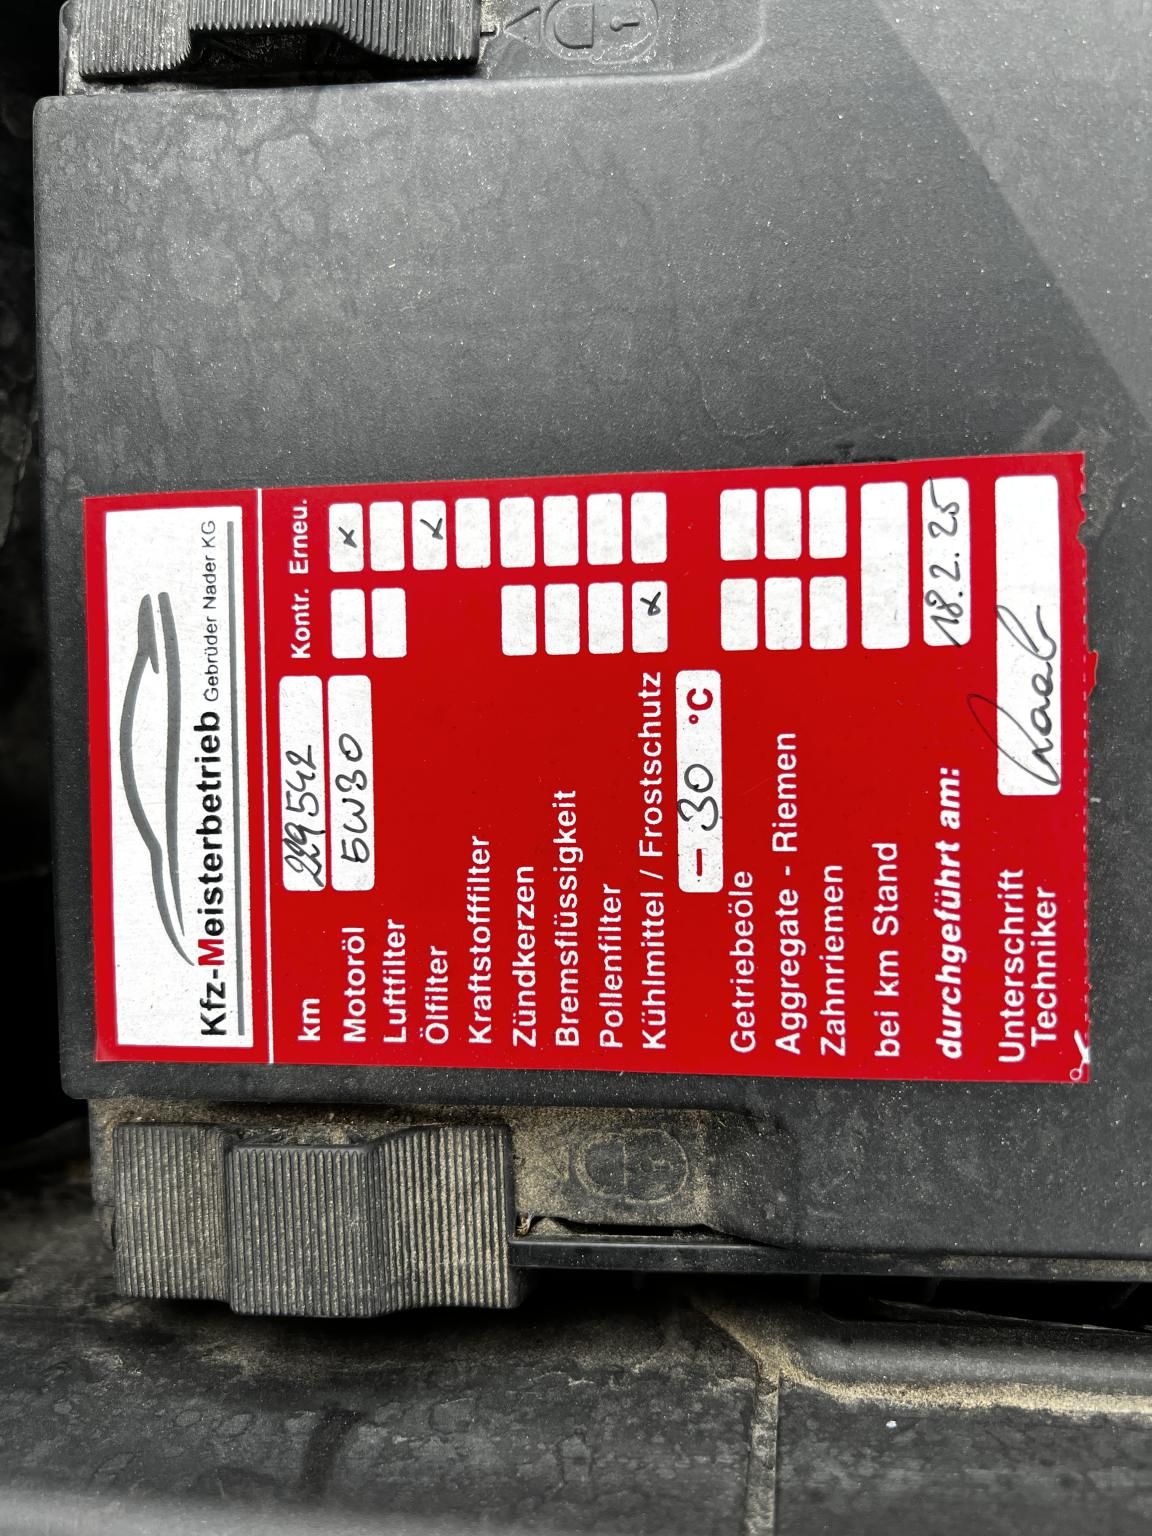 Kfz-Meisterbetrieb Gebrüder Nader KG
Kontr. Erneu.
km 229542
Motoröl 5W30 x
Luftfilter
Ölfilter x
Kraftstofffilter
Zündkerzen
Bremsflüssigkeit
Pollenfilter
Kühlmittel / Frostschutz x
- 30 °C
Getriebeöle
Aggregate - Riemen
Zahnriemen
bei km Stand
durchgeführt am: 18.2.25
Unterschrift
Techniker